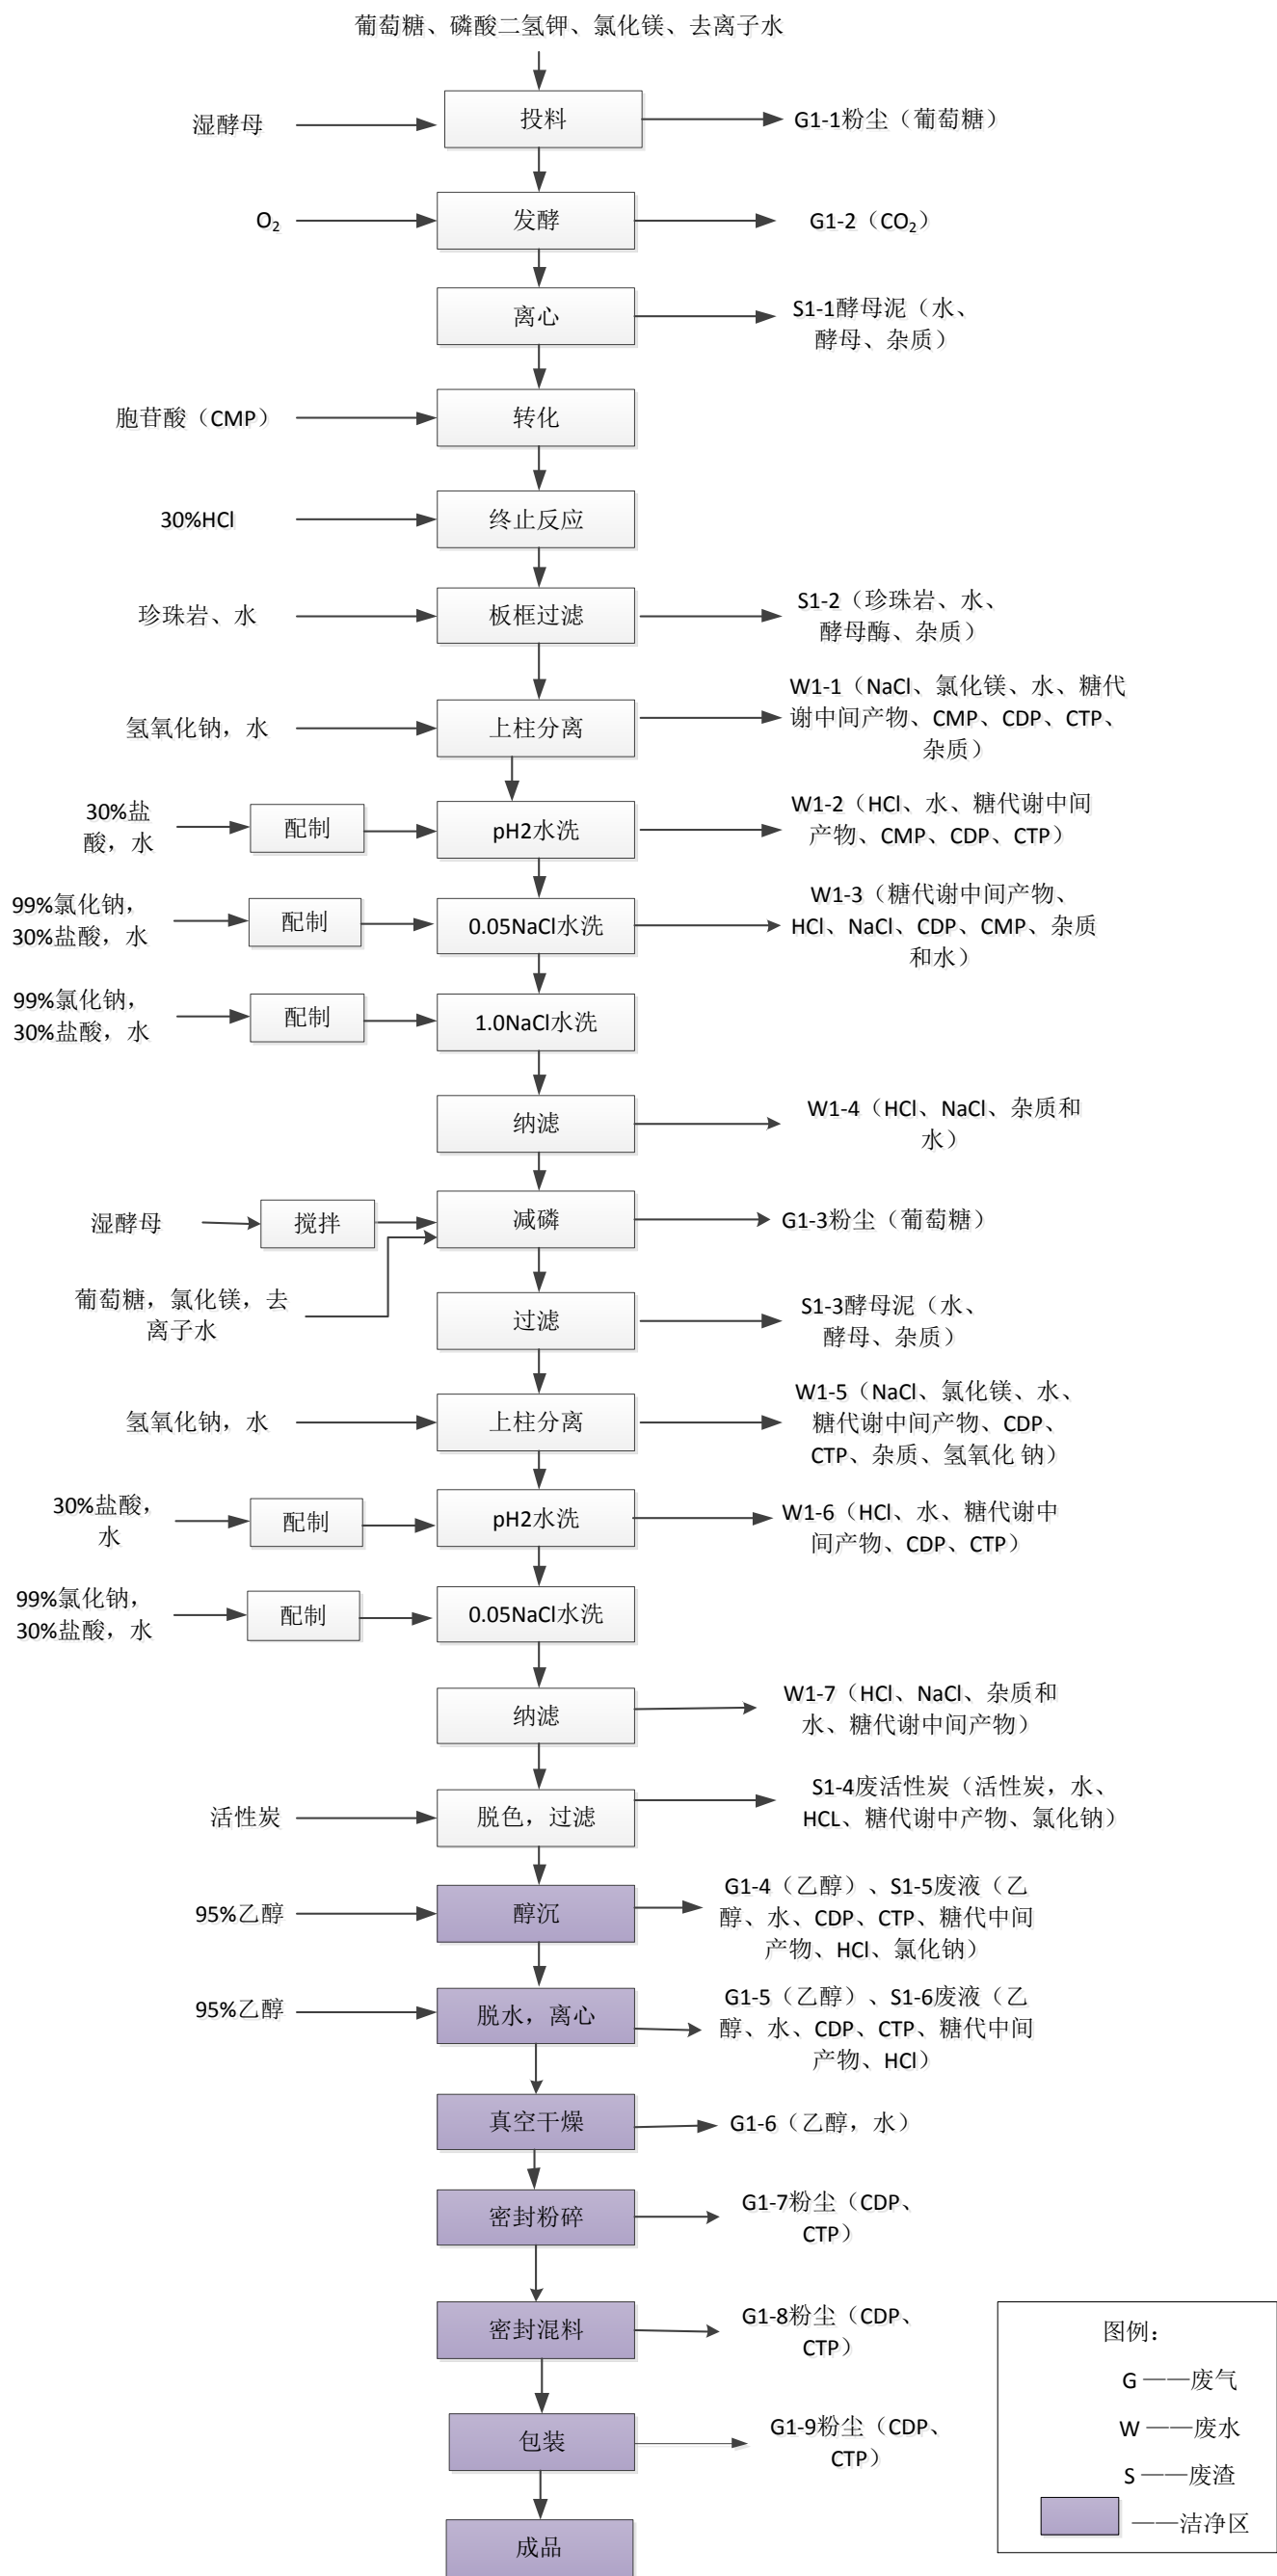 葡萄糖、磷酸二氢钾、氯化镁、去离子水
湿酵母
投料
G1-1粉尘（葡萄糖）
O₂
发酵
G1-2（CO₂）
离心
S1-1酵母泥（水、
酵母、杂质）
胞苷酸（CMP）
转化
30%HCl
终止反应
珍珠岩、水
板框过滤
S1-2（珍珠岩、水、
酵母酶、杂质）
氢氧化钠，水
上柱分离
W1-1（NaCl、氯化镁、水、糖代
谢中间产物、CMP、CDP、CTP、
杂质）
30%盐
酸，水
配制
pH2水洗
W1-2（HCl、水、糖代谢中间
产物、CMP、CDP、CTP）
99%氯化钠，
30%盐酸，水
配制
0.05NaCl水洗
W1-3（糖代谢中间产物、
HCl、NaCl、CDP、CMP、杂质
和水）
99%氯化钠，
30%盐酸，水
配制
1.0NaCl水洗
纳滤
W1-4（HCl、NaCl、杂质和
水）
湿酵母
搅拌
减磷
G1-3粉尘（葡萄糖）
葡萄糖，氯化镁，去
离子水
过滤
S1-3酵母泥（水、
酵母、杂质）
氢氧化钠，水
上柱分离
W1-5（NaCl、氯化镁、水、
糖代谢中间产物、CDP、
CTP、杂质、氢氧化 钠）
30%盐酸，
水
配制
pH2水洗
W1-6（HCl、水、糖代谢中
间产物、CDP、CTP）
99%氯化钠，
30%盐酸，水
配制
0.05NaCl水洗
纳滤
W1-7（HCl、NaCl、杂质和
水、糖代谢中间产物）
活性炭
脱色，过滤
S1-4废活性炭（活性炭，水、
HCL、糖代谢中产物、氯化钠）
95%乙醇
醇沉
G1-4（乙醇）、S1-5废液（乙
醇、水、CDP、CTP、糖代中间
产物、HCl、氯化钠）
95%乙醇
脱水，离心
G1-5（乙醇）、S1-6废液（乙
醇、水、CDP、CTP、糖代中间
产物、HCl）
真空干燥
G1-6（乙醇，水）
密封粉碎
G1-7粉尘（CDP、
CTP）
密封混料
G1-8粉尘（CDP、
CTP）
包装
G1-9粉尘（CDP、
CTP）
成品
图例：
G ——废气
W ——废水
S ——废渣
——洁净区